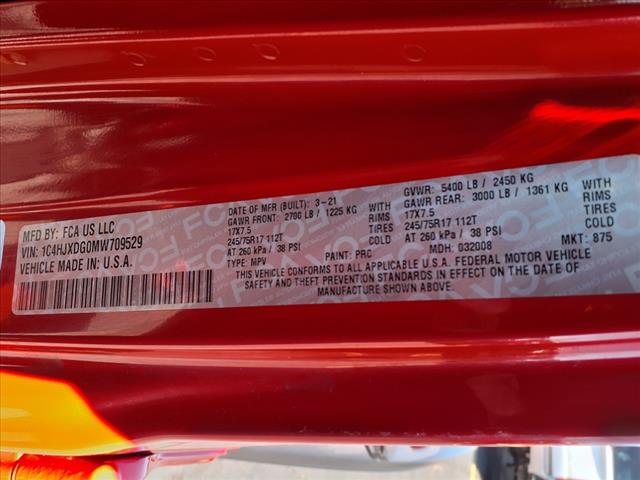 MFD BY: FCA US LLC
VIN: 1C4HJXDG0MW709529
VEHICLE MADE IN: U.S.A.
DATE OF MFR (BUILT): 3-21
GAWR FRONT: 2700 LB / 1225 KG WITH
17X7.5 RIMS
245/75R17 112T TIRES
AT 260 kPa / 38 PSI COLD
TYPE: MPV
PAINT: PRC
GVWR: 5400 LB / 2450 KG
GAWR REAR: 3000 LB / 1361 KG WITH
17X7.5 RIMS
245/75R17 112T TIRES
AT 260 kPa / 38 PSI COLD
MDH: 032008 MKT: 875
THIS VEHICLE CONFORMS TO ALL APPLICABLE U.S.A. FEDERAL MOTOR VEHICLE
SAFETY AND THEFT PREVENTION STANDARDS IN EFFECT ON THE DATE OF
MANUFACTURE SHOWN ABOVE.